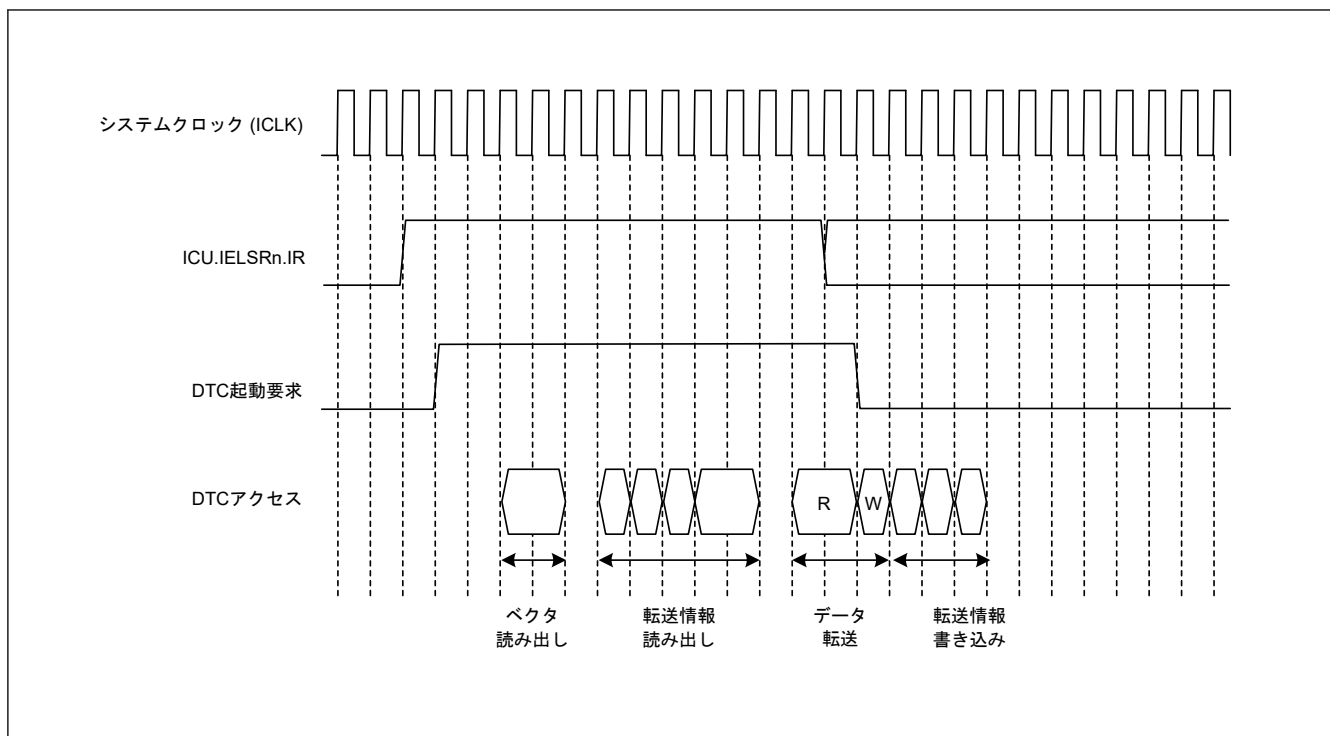 システムクロック (ICLK)
ICU.IELSRn.IR
DTC起動要求
DTCアクセス
R
W
ベクタ
読み出し
転送情報
読み出し
データ
転送
転送情報
書き込み